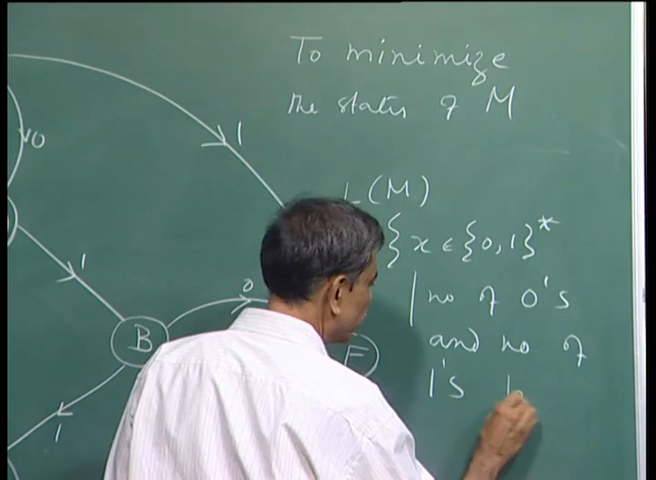 To minimize
the states of M
L(M)
{x ∈ {0,1}*
| no of 0's
and no of
1's
0
1
1
B
0
F
1